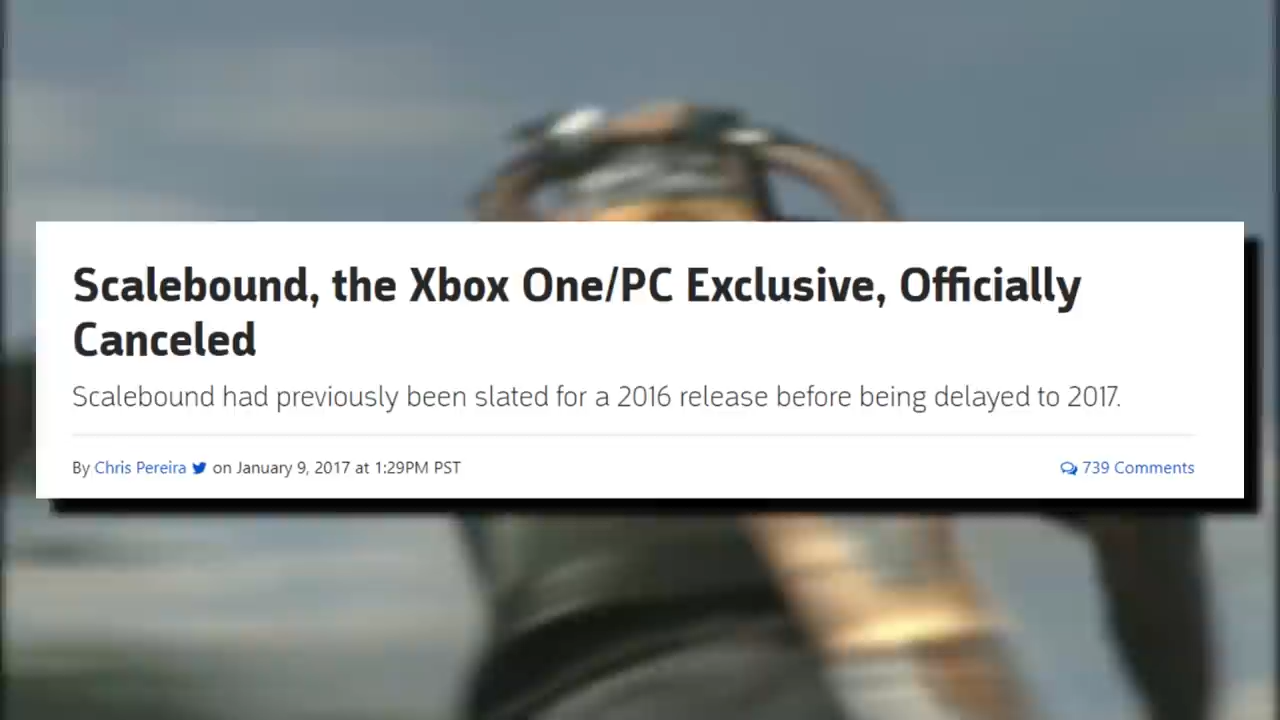 Scalebound, the Xbox One/PC Exclusive, Officially
Canceled
Scalebound had previously been slated for a 2016 release before being delayed to 2017.
By Chris Pereira on January 9, 2017 at 1:29PM PST
739 Comments